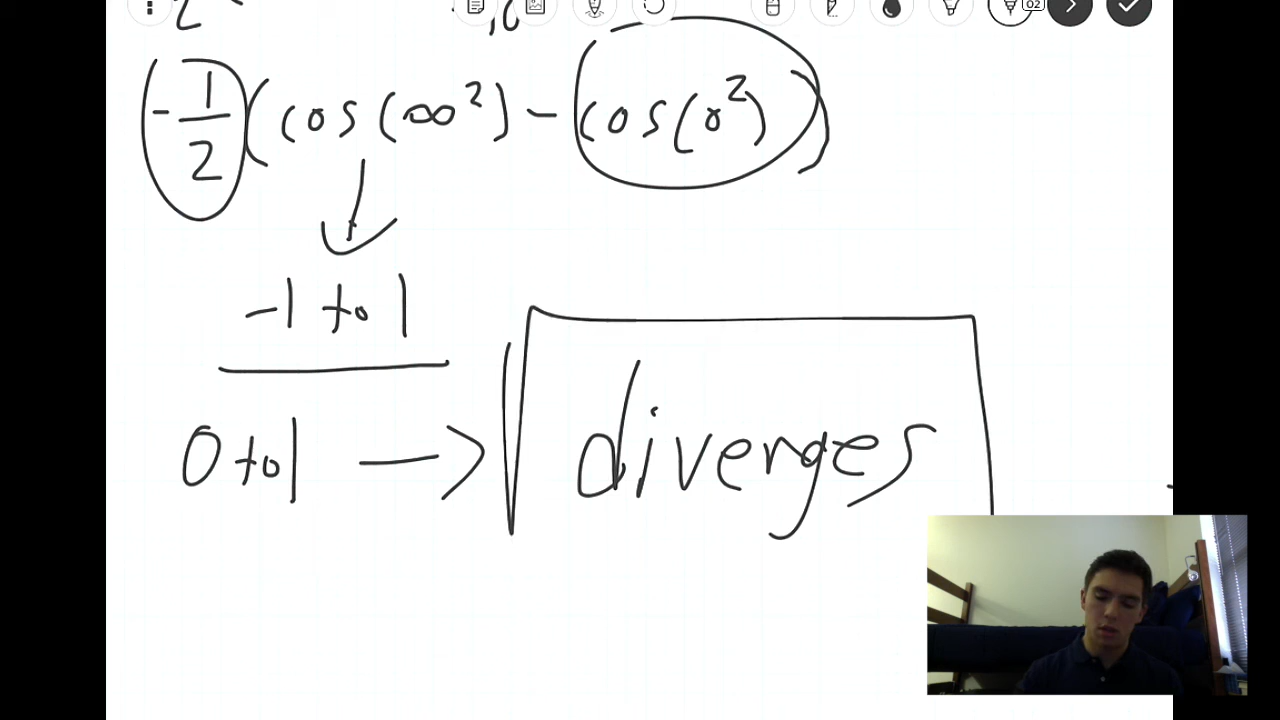 -1/2 (cos(∞²) - cos(0²))
-1 to 1
0 to 1 → diverges